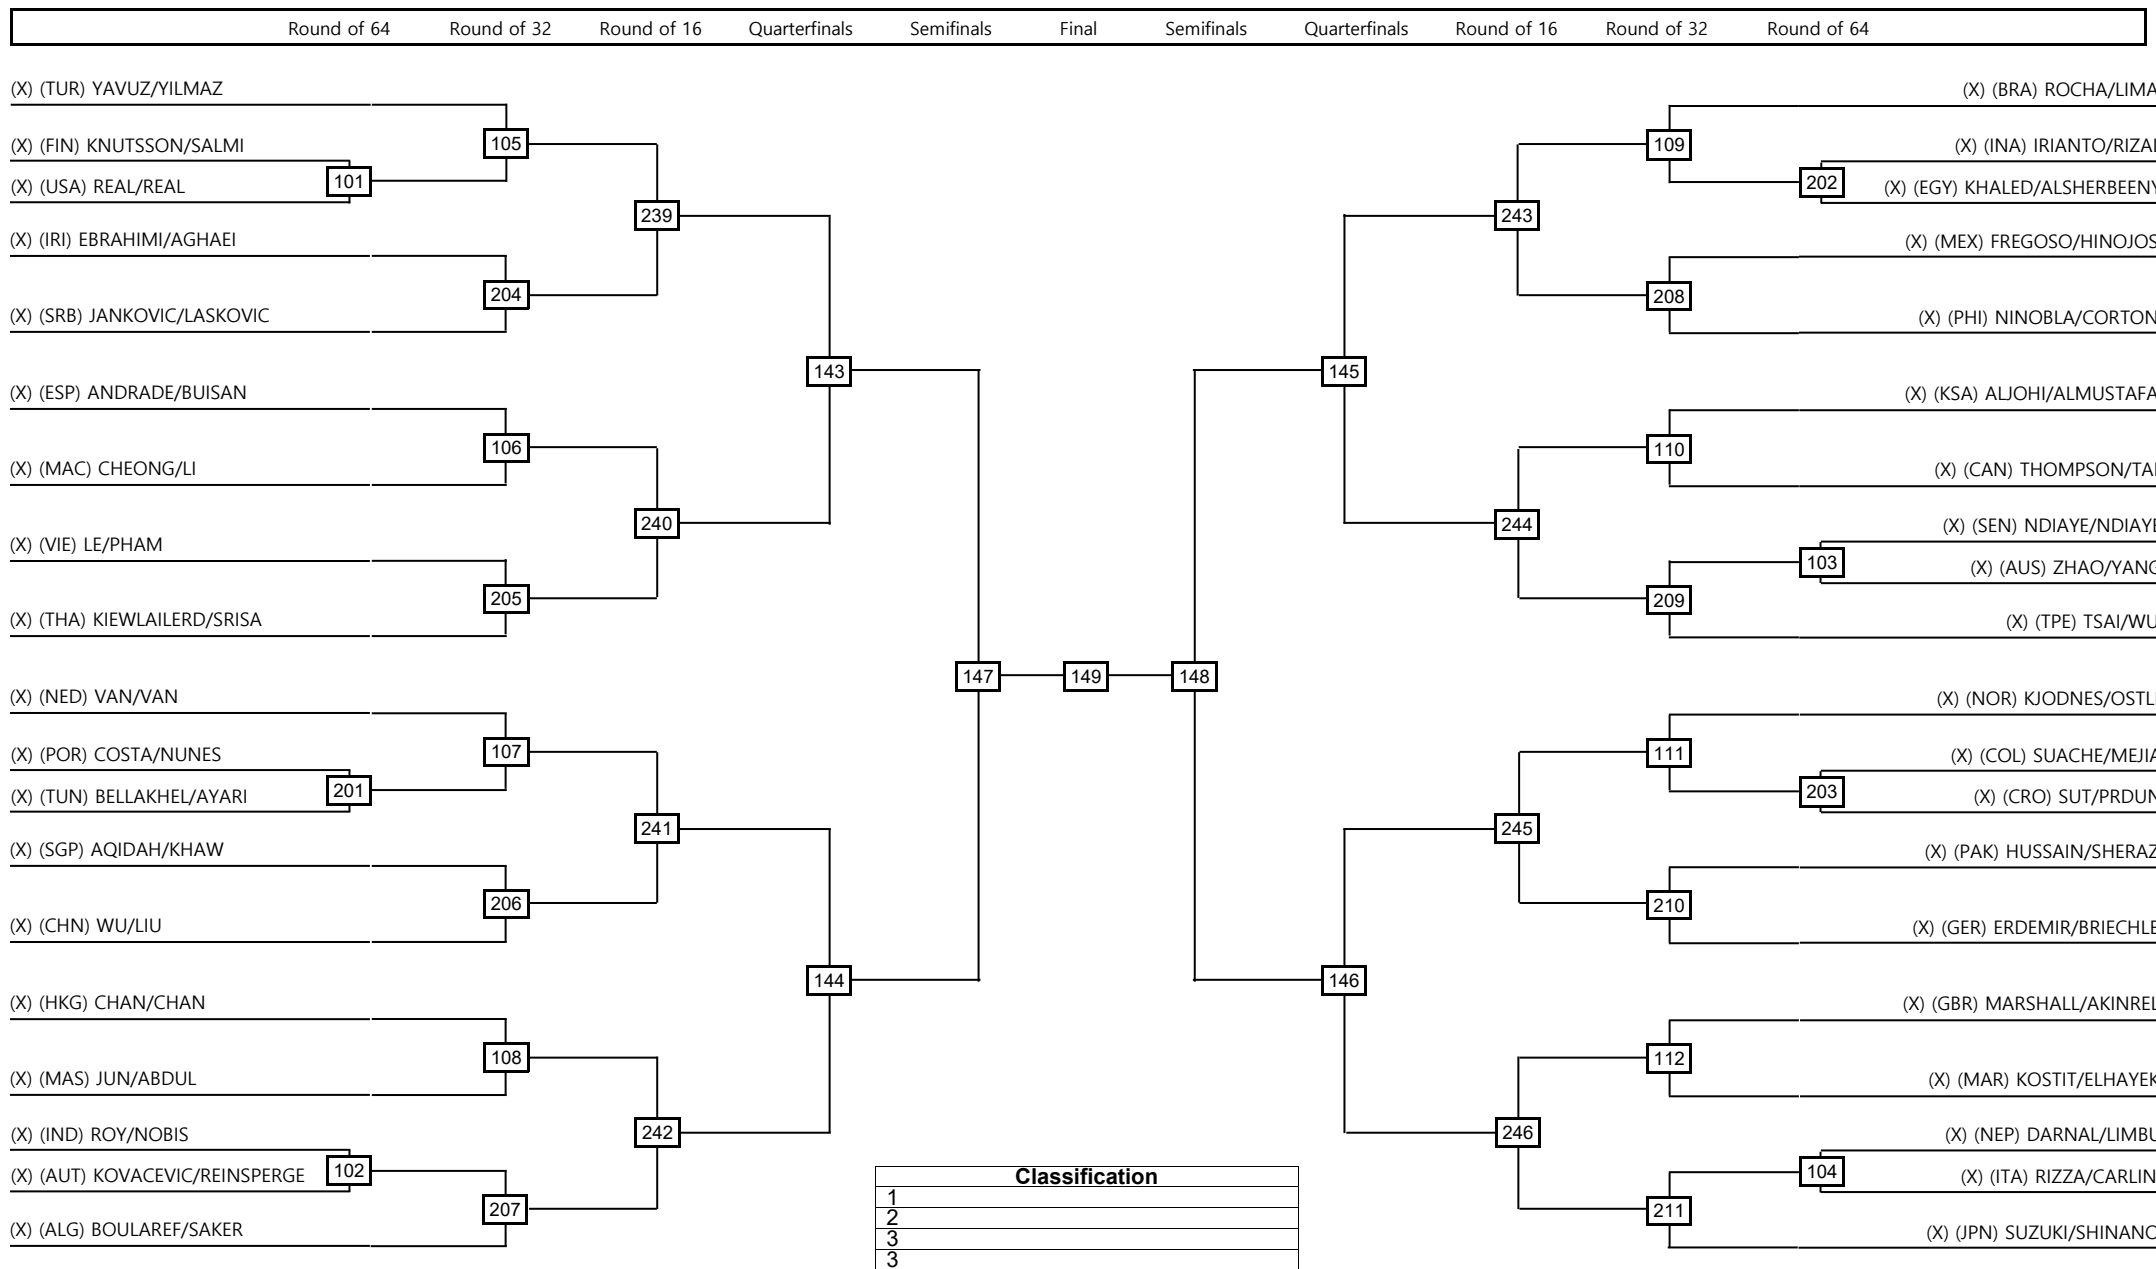 Round of 64 Round of 32 Round of 16 Quarterfinals Semifinals Final Semifinals Quarterfinals Round of 16 Round of 32 Round of 64
(X) (TUR) YAVUZ/YILMAZ
(X) (FIN) KNUTSSON/SALMI
(X) (USA) REAL/REAL
(X) (IRI) EBRAHIMI/AGHAEI
(X) (SRB) JANKOVIC/LASKOVIC
(X) (ESP) ANDRADE/BUISAN
(X) (MAC) CHEONG/LI
(X) (VIE) LE/PHAM
(X) (THA) KIEWLAILERD/SRISA
(X) (NED) VAN/VAN
(X) (POR) COSTA/NUNES
(X) (TUN) BELLAKHEL/AYARI
(X) (SGP) AQIDAH/KHAW
(X) (CHN) WU/LIU
(X) (HKG) CHAN/CHAN
(X) (MAS) JUN/ABDUL
(X) (IND) ROY/NOBIS
(X) (AUT) KOVACEVIC/REINSPERGE
(X) (ALG) BOULAREF/SAKER
101
201
102
105
204
106
205
107
206
108
207
239
240
241
242
143
144
147
149
148
145
146
243
244
245
246
109
208
110
209
111
210
112
211
202
103
203
104
(X) (BRA) ROCHA/LIMA
(X) (INA) IRIANTO/RIZAL
(X) (EGY) KHALED/ALSHERBEENY
(X) (MEX) FREGOSO/HINOJOS
(X) (PHI) NINOBLA/CORTON
(X) (KSA) ALJOHI/ALMUSTAFA
(X) (CAN) THOMPSON/TAI
(X) (SEN) NDIAYE/NDIAYE
(X) (AUS) ZHAO/YANG
(X) (TPE) TSAI/WU
(X) (NOR) KJODNES/OSTLI
(X) (COL) SUACHE/MEJIA
(X) (CRO) SUT/PRDUN
(X) (PAK) HUSSAIN/SHERAZ
(X) (GER) ERDEMIR/BRIECHLE
(X) (GBR) MARSHALL/AKINREL
(X) (MAR) KOSTIT/ELHAYEK
(X) (NEP) DARNAL/LIMBU
(X) (ITA) RIZZA/CARLIN
(X) (JPN) SUZUKI/SHINANO
Classification
1
2
3
3